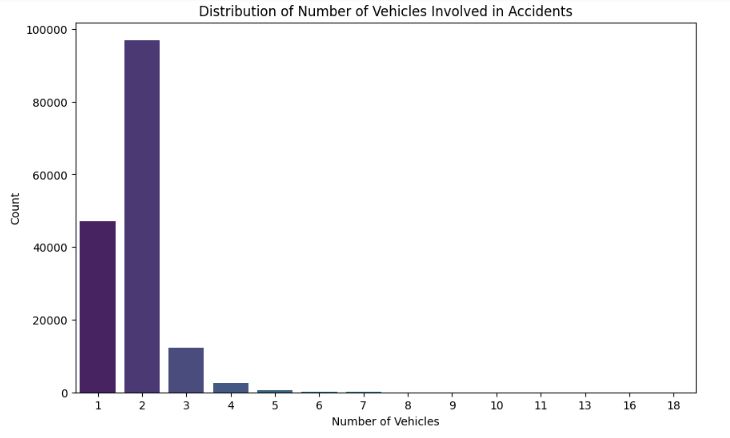 Distribution of Number of Vehicles Involved in Accidents
100000
80000
60000
40000
20000
0
Count
1 2 3 4 5 6 7 8 9 10 11 13 16 18
Number of Vehicles